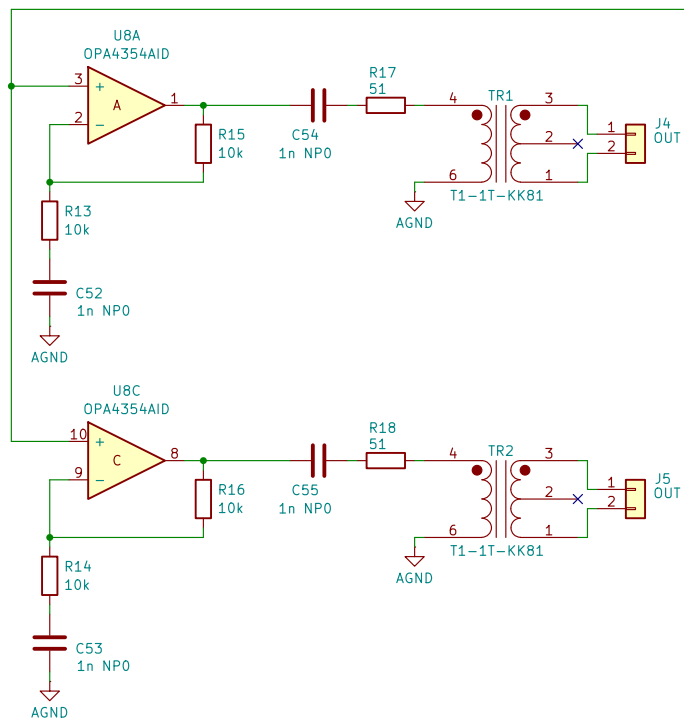 U8A
OPA4354AID
3
+
A
1
2
−
R15
10k
C54
1n NP0
R17
51
4
TR1
3
2
1
6
T1-1T-KK81
J4
OUT
1
2
AGND
R13
10k
C52
1n NP0
AGND
U8C
OPA4354AID
10
+
C
8
9
−
R16
10k
C55
1n NP0
R18
51
4
TR2
3
2
1
6
T1-1T-KK81
J5
OUT
1
2
AGND
R14
10k
C53
1n NP0
AGND